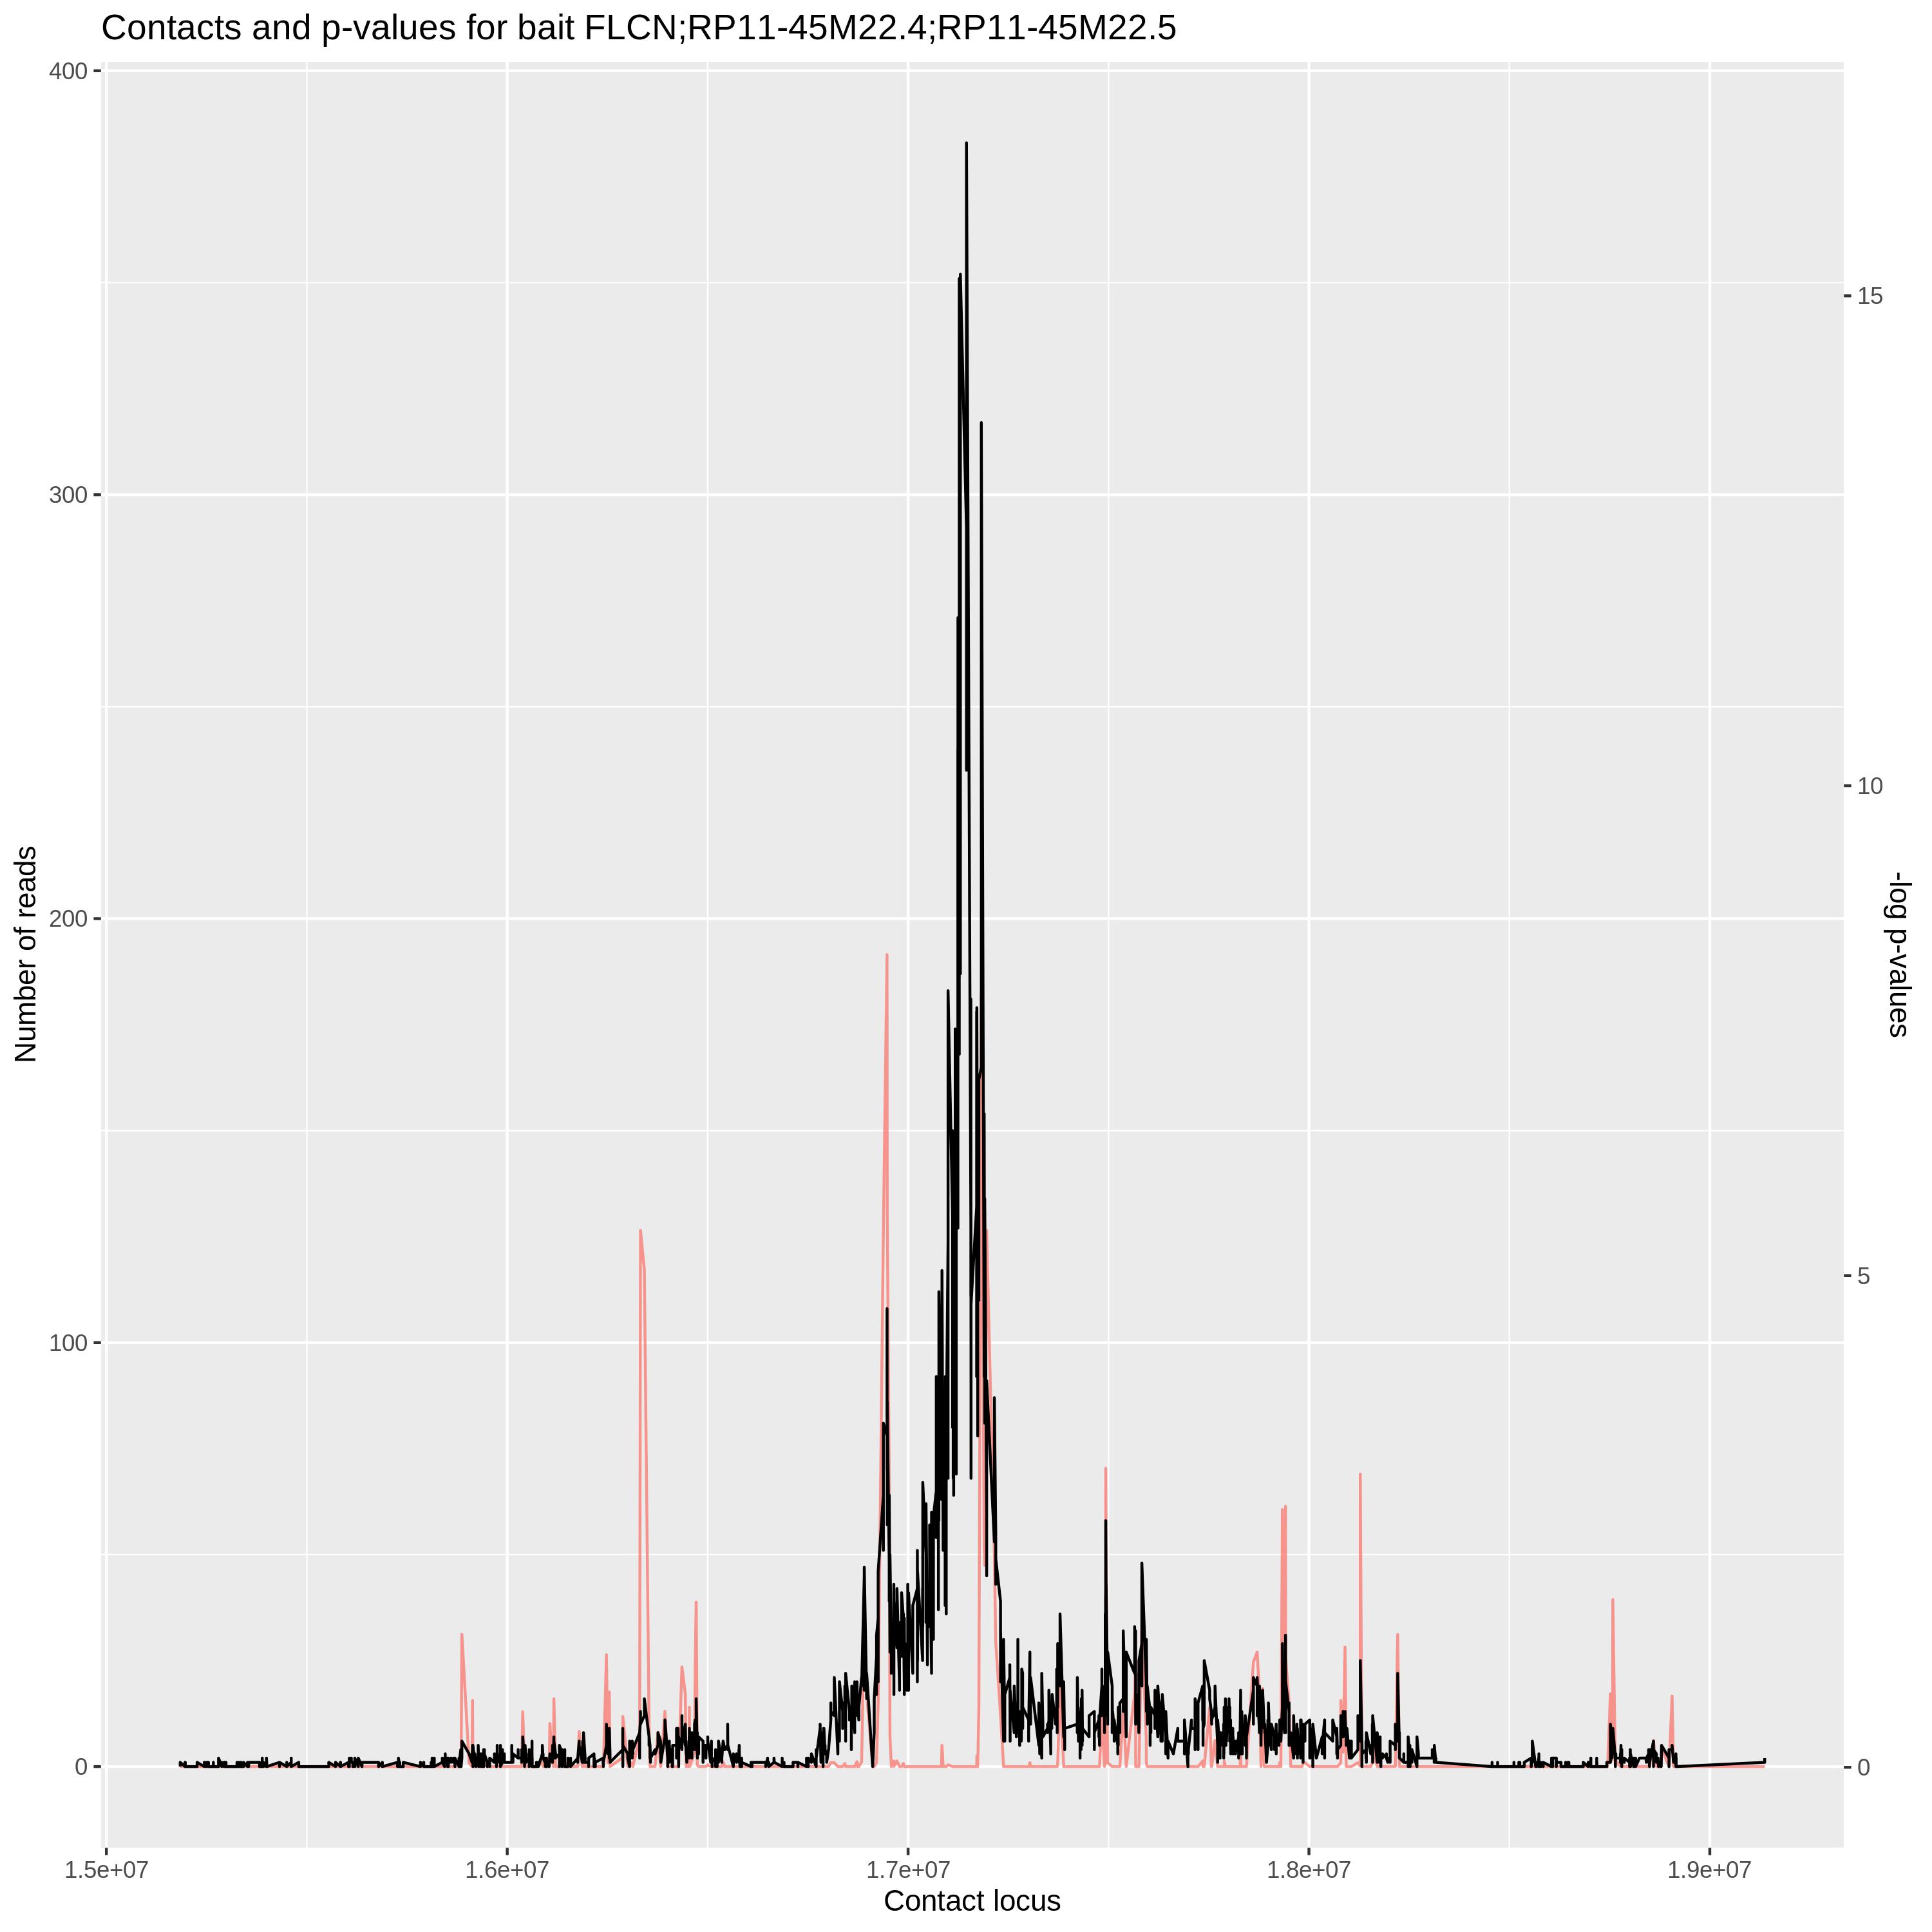 Contacts and p-values for bait FLCN;RP11-45M22.4;RP11-45M22.5
400
300
200
100
0
Number of reads
15
10
5
0
-log p-values
1.5e+07
1.6e+07
1.7e+07
1.8e+07
1.9e+07
Contact locus